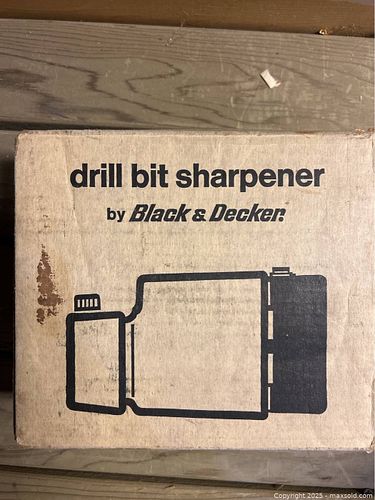 drill bit sharpener
by Black & Decker.
Copyright © 2025 - maxsold.com